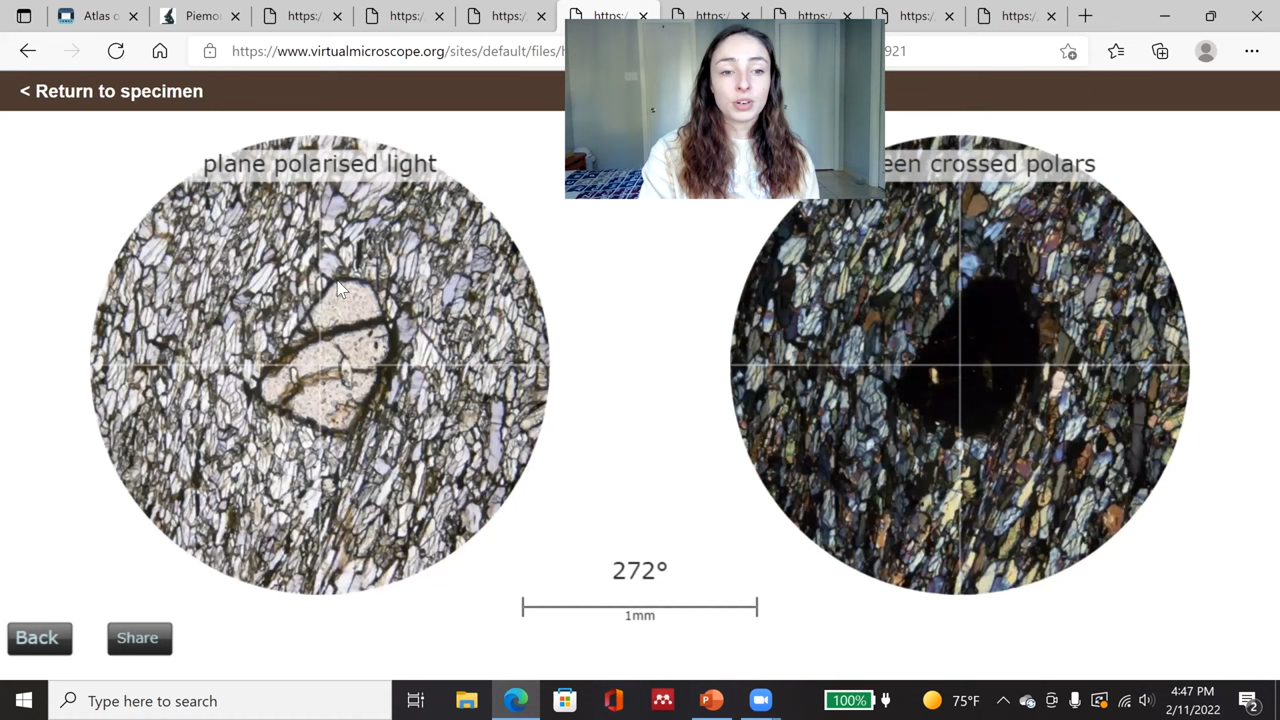 Atlas o
Piemo
https:/
https:/
https:/
https:/
https:/
https:/
https:/
https:/
https://www.virtualmicroscope.org/sites/default/files/
921
< Return to specimen
plane polarised light
een crossed polars
272°
1mm
Back
Share
Type here to search
100%
75°F
4:47 PM
2/11/2022
2